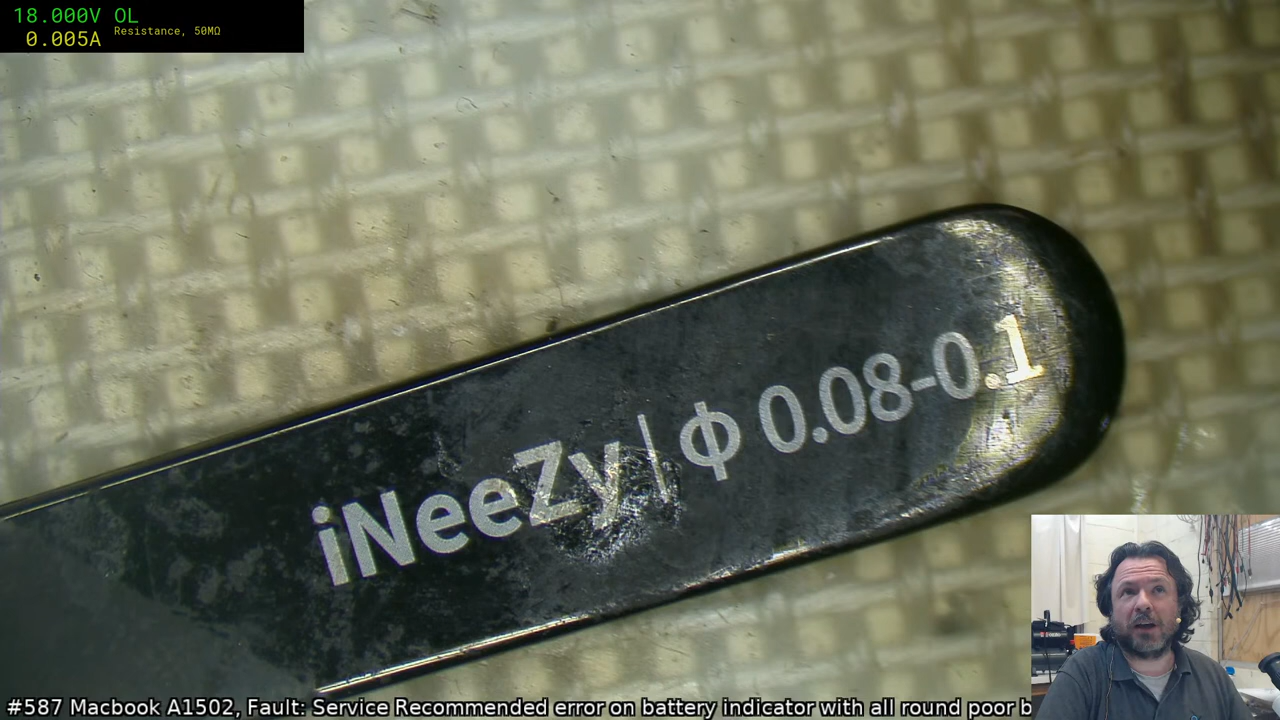 18.000V OL
0.005A Resistance, 50MΩ
iNeeZy | ф 0.08-0.1
#587 Macbook A1502, Fault: Service Recommended error on battery indicator with all round poor b